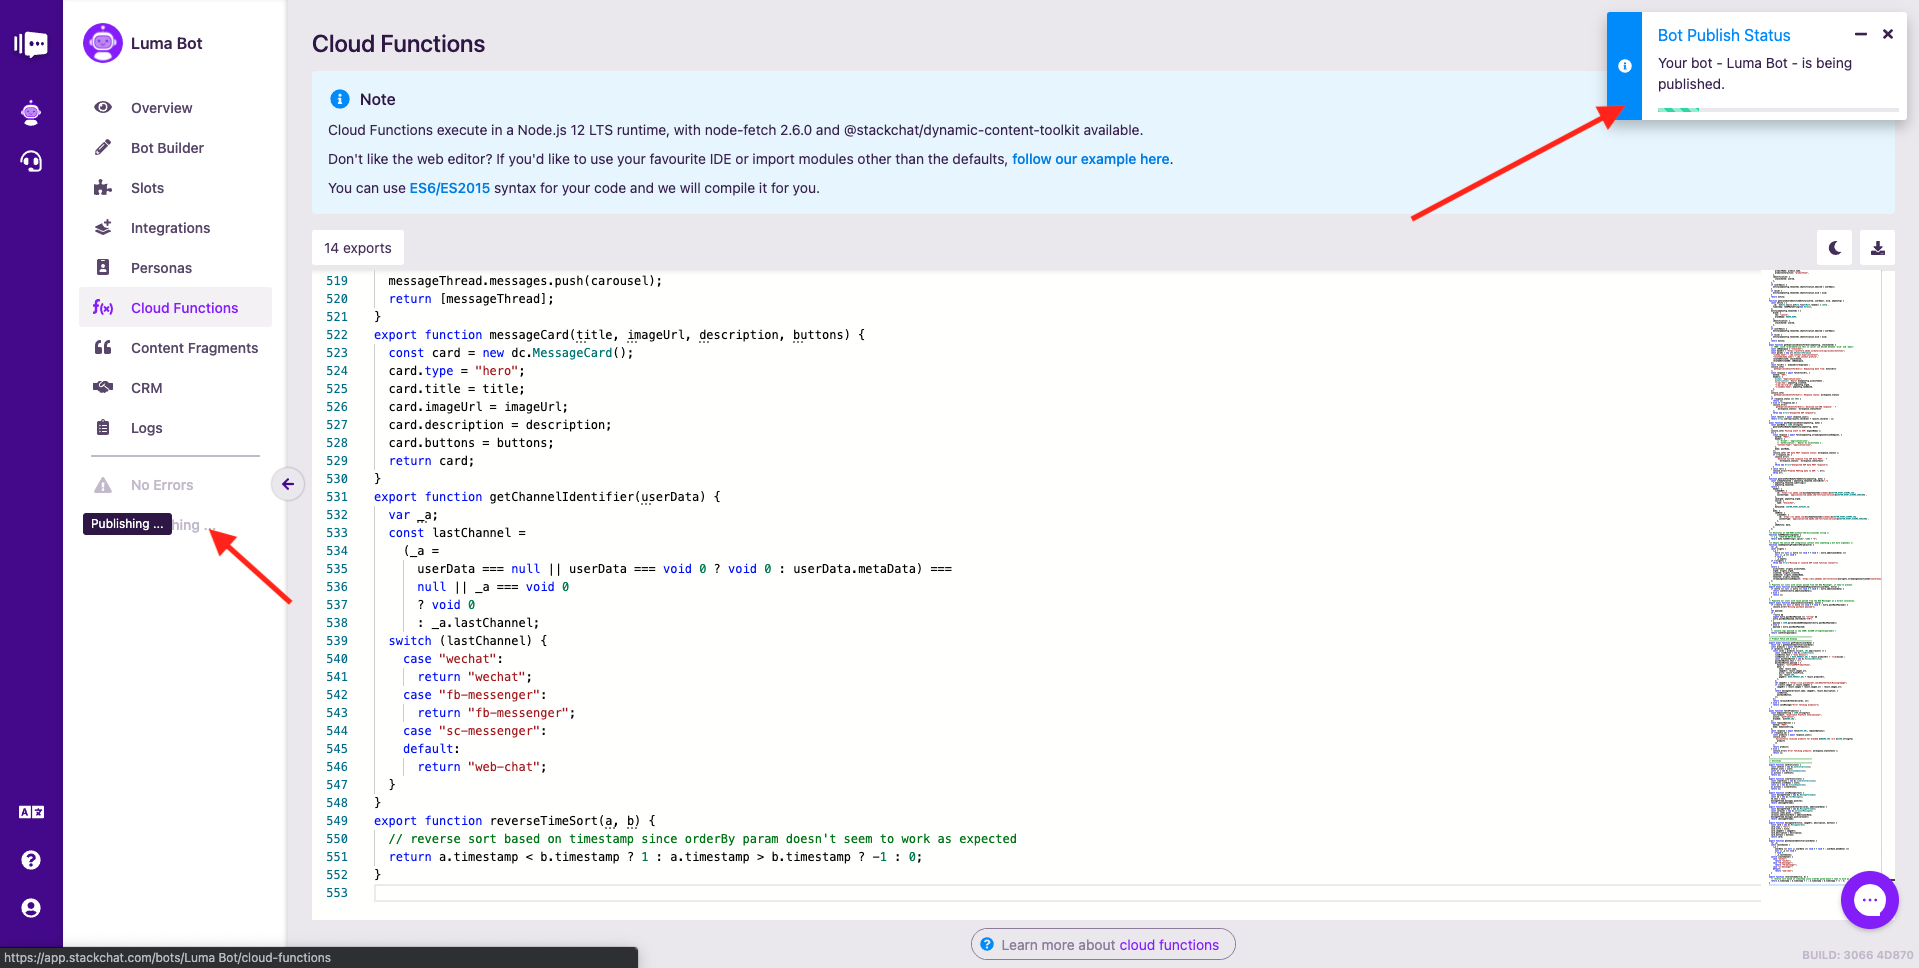 Luma Bot
Overview
Bot Builder
Slots
Integrations
Personas
f(x) Cloud Functions
Content Fragments
CRM
Logs
No Errors
Publishing ...
hing ...
Cloud Functions
Note
Cloud Functions execute in a Node.js 12 LTS runtime, with node-fetch 2.6.0 and @stackchat/dynamic-content-toolkit available.
Don't like the web editor? If you'd like to use your favourite IDE or import modules other than the defaults, follow our example here.
You can use ES6/ES2015 syntax for your code and we will compile it for you.
Bot Publish Status
Your bot - Luma Bot - is being
published.
14 exports
519 messageThread.messages.push(carousel);
520 return [messageThread];
521 }
522 export function messageCard(title, imageUrl, description, buttons) {
523 const card = new dc.MessageCard();
524 card.type = "hero";
525 card.title = title;
526 card.imageUrl = imageUrl;
527 card.description = description;
528 card.buttons = buttons;
529 return card;
530 }
531 export function getChannelIdentifier(userData) {
532 var _a;
533 const lastChannel =
534 (_a =
535 userData === null || userData === void 0 ? void 0 : userData.metaData) ===
536 null || _a === void 0
537 ? void 0
538 : _a.lastChannel;
539 switch (lastChannel) {
540 case "wechat":
541 return "wechat";
542 case "fb-messenger":
543 return "fb-messenger";
544 case "sc-messenger":
545 default:
546 return "web-chat";
547 }
548 }
549 export function reverseTimeSort(a, b) {
550 // reverse sort based on timestamp since orderBy param doesn't seem to work as expected
551 return a.timestamp < b.timestamp ? 1 : a.timestamp > b.timestamp ? -1 : 0;
552 }
553
Learn more about cloud functions
BUILD: 3066 4D870
https://app.stackchat.com/bots/Luma Bot/cloud-functions